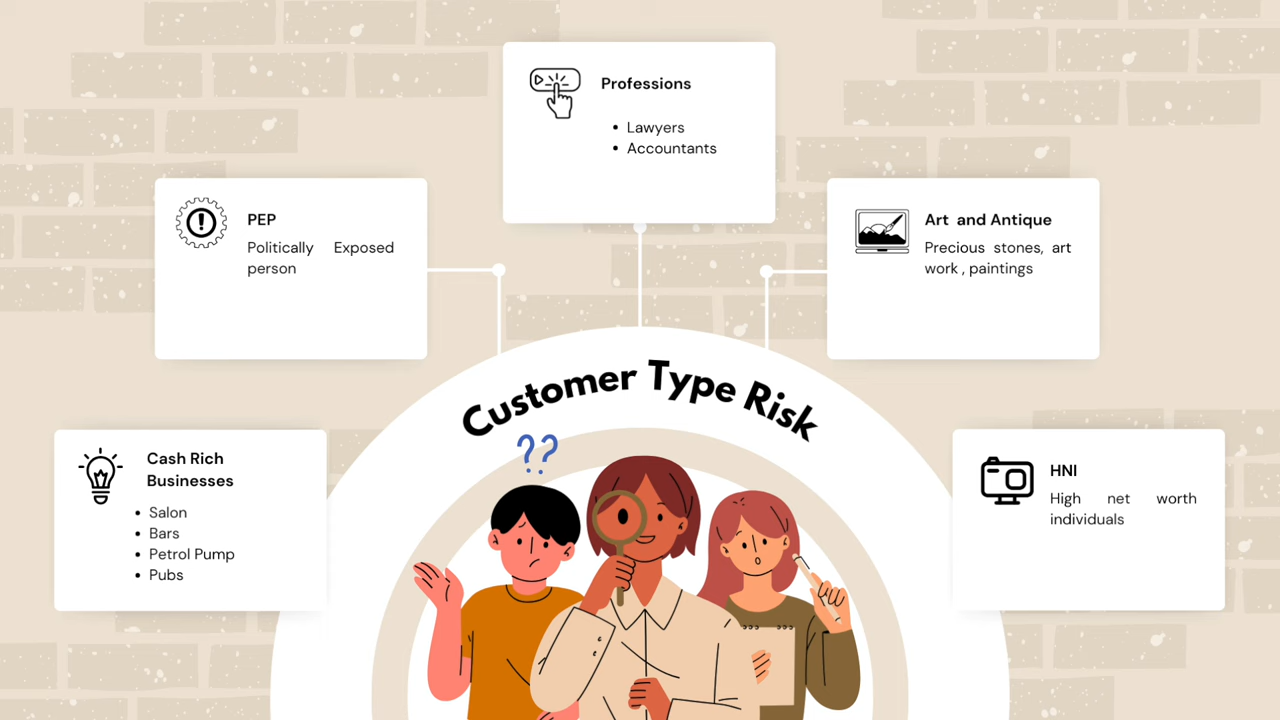 Professions
• Lawyers
• Accountants
PEP
Politically Exposed
person
Art and Antique
Precious stones, art
work , paintings
Customer Type Risk
??
Cash Rich
Businesses
• Salon
• Bars
• Petrol Pump
• Pubs
HNI
High net worth
individuals